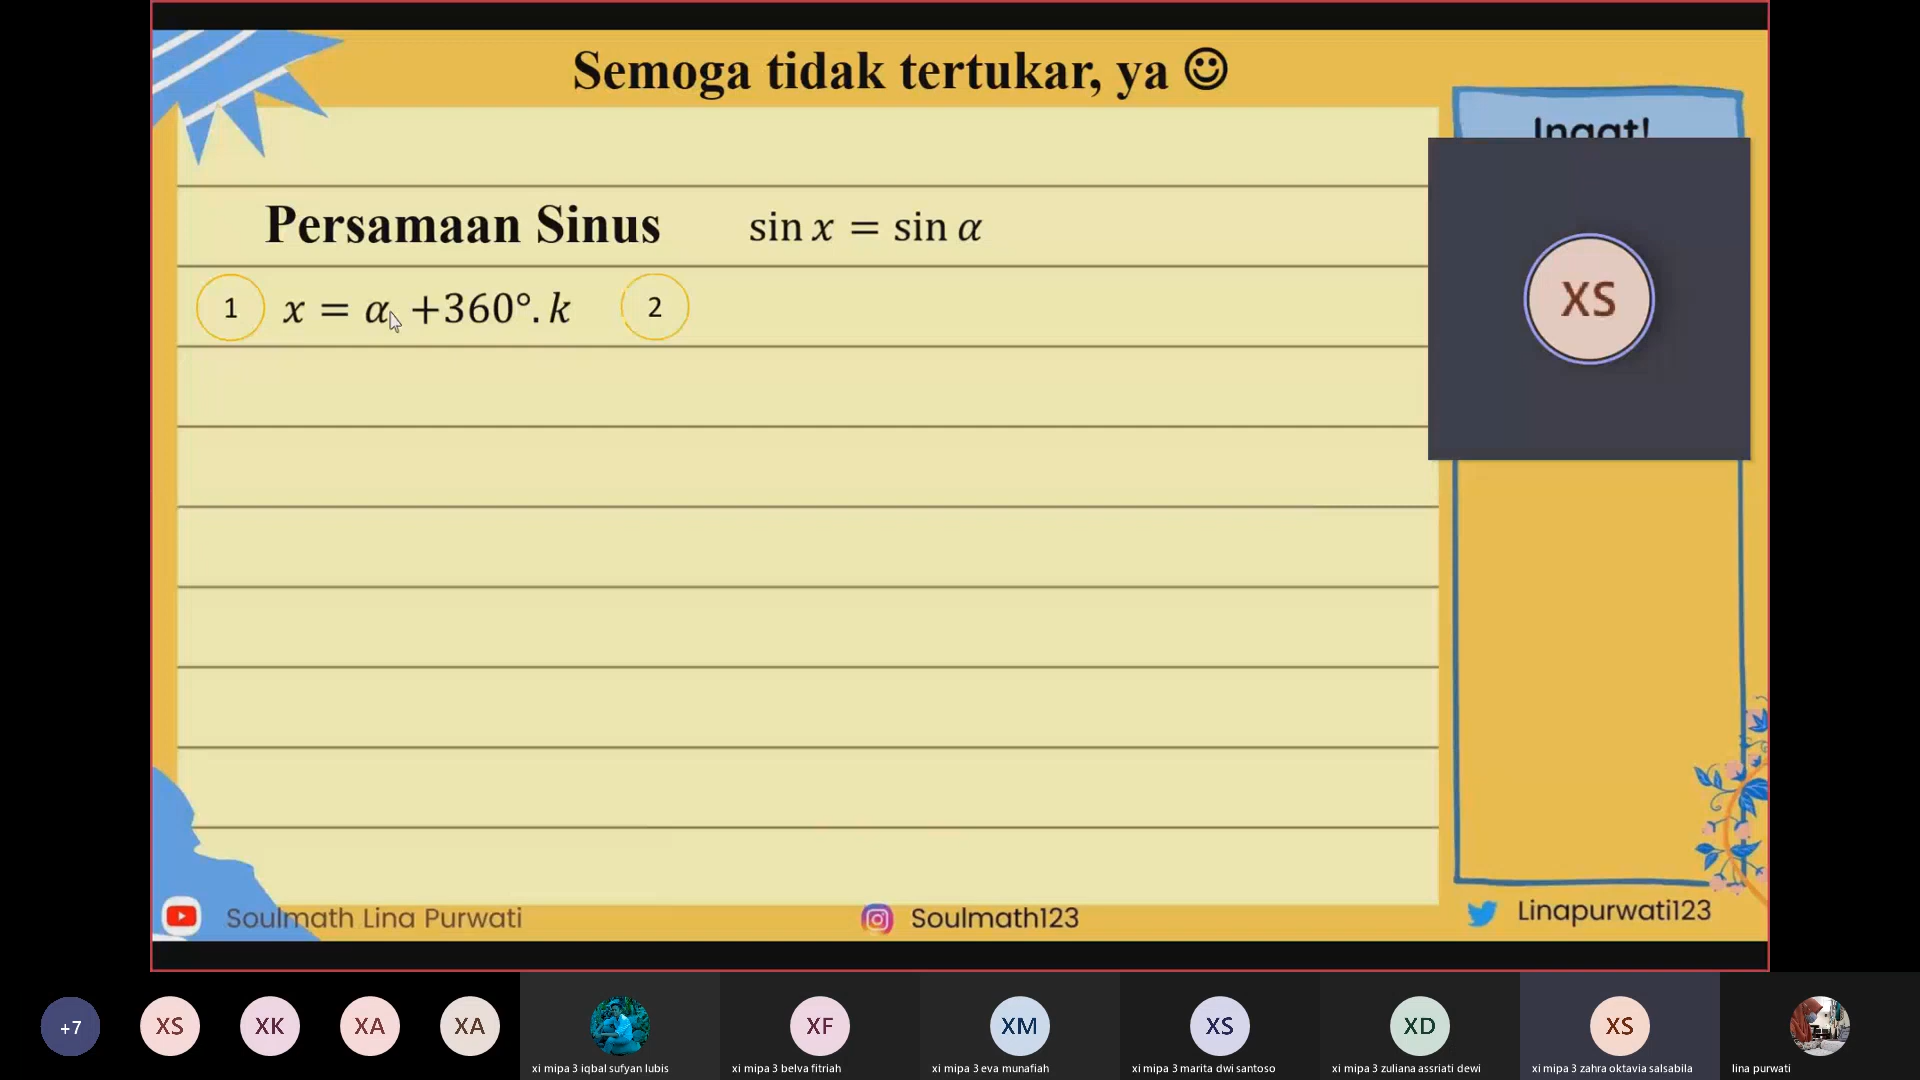 Semoga tidak tertukar, ya ☺
Ingat!
Persamaan Sinus sin x = sin α
1 x = α +360°. k 2
XS
Soulmath Lina Purwati Soulmath123 Linapurwati123
+7 XS XK XA XA XF XM XS XD XS
xi mipa 3 iqbal sufyan lubis xi mipa 3 belva fitriah xi mipa 3 eva munafiah xi mipa 3 marita dwi santoso xi mipa 3 zuliana assriati dewi xi mipa 3 zahra oktavia salsabila lina purwati